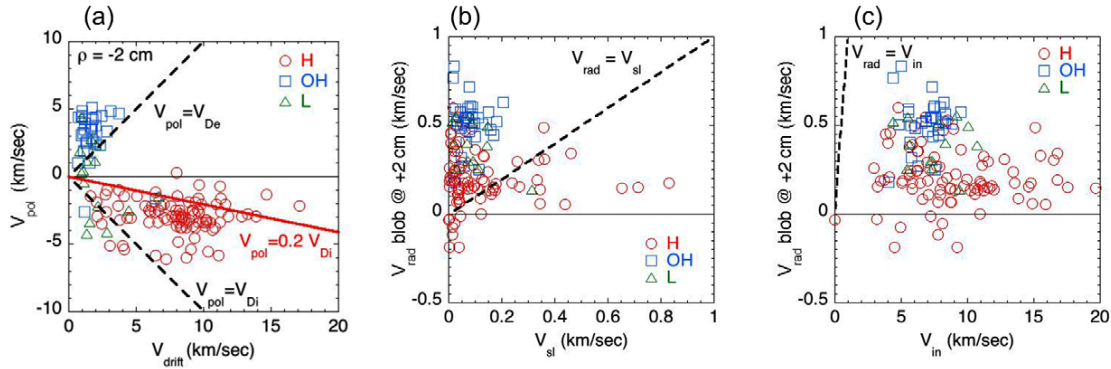 (a)
(b)
(c)
ρ = -2 cm
H
OH
L
V_pol=V_De
V_pol=0.2 V_Di
V_pol=V_Di
10
5
0
-5
-10
V_pol (km/sec)
0 5 10 15 20
V_drift (km/sec)
V_rad = V_sl
H
OH
L
1
0.5
0
-0.5
V_rad blob @ +2 cm (km/sec)
0 0.2 0.4 0.6 0.8 1
V_sl (km/sec)
V_rad = V_in
H
OH
L
1
0.5
0
-0.5
V_rad blob @ +2 cm (km/sec)
0 5 10 15 20
V_in (km/sec)